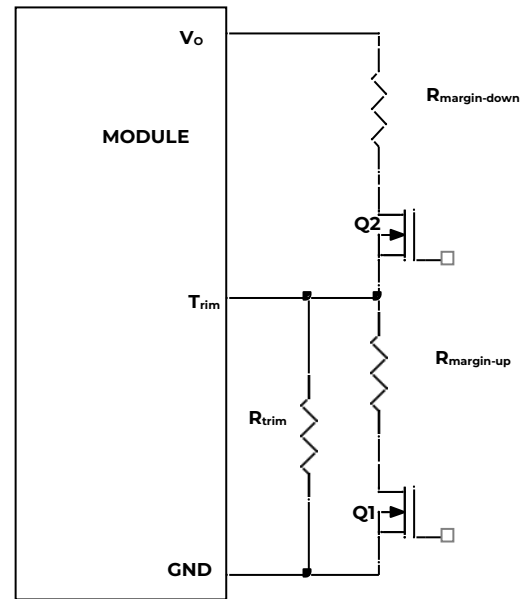 Vo
Rmargin-down
MODULE
Q2
Trim
Rmargin-up
Rtrim
Q1
GND